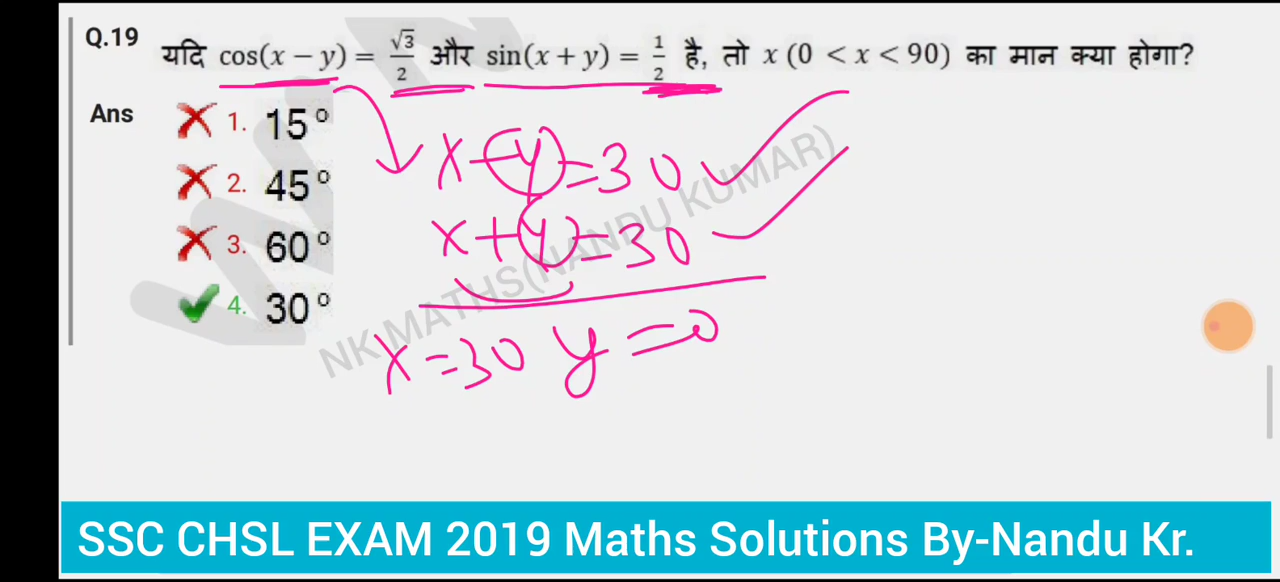 Q.19 यदि cos(x − y) = √3/2 और sin(x + y) = 1/2 है, तो x (0 < x < 90) का मान क्या होगा?
Ans
1. 15°
2. 45°
3. 60°
4. 30°
x - y = 30
x + y = 30
x = 30 y = 0
NK MATHS(NANDU KUMAR)
SSC CHSL EXAM 2019 Maths Solutions By-Nandu Kr.